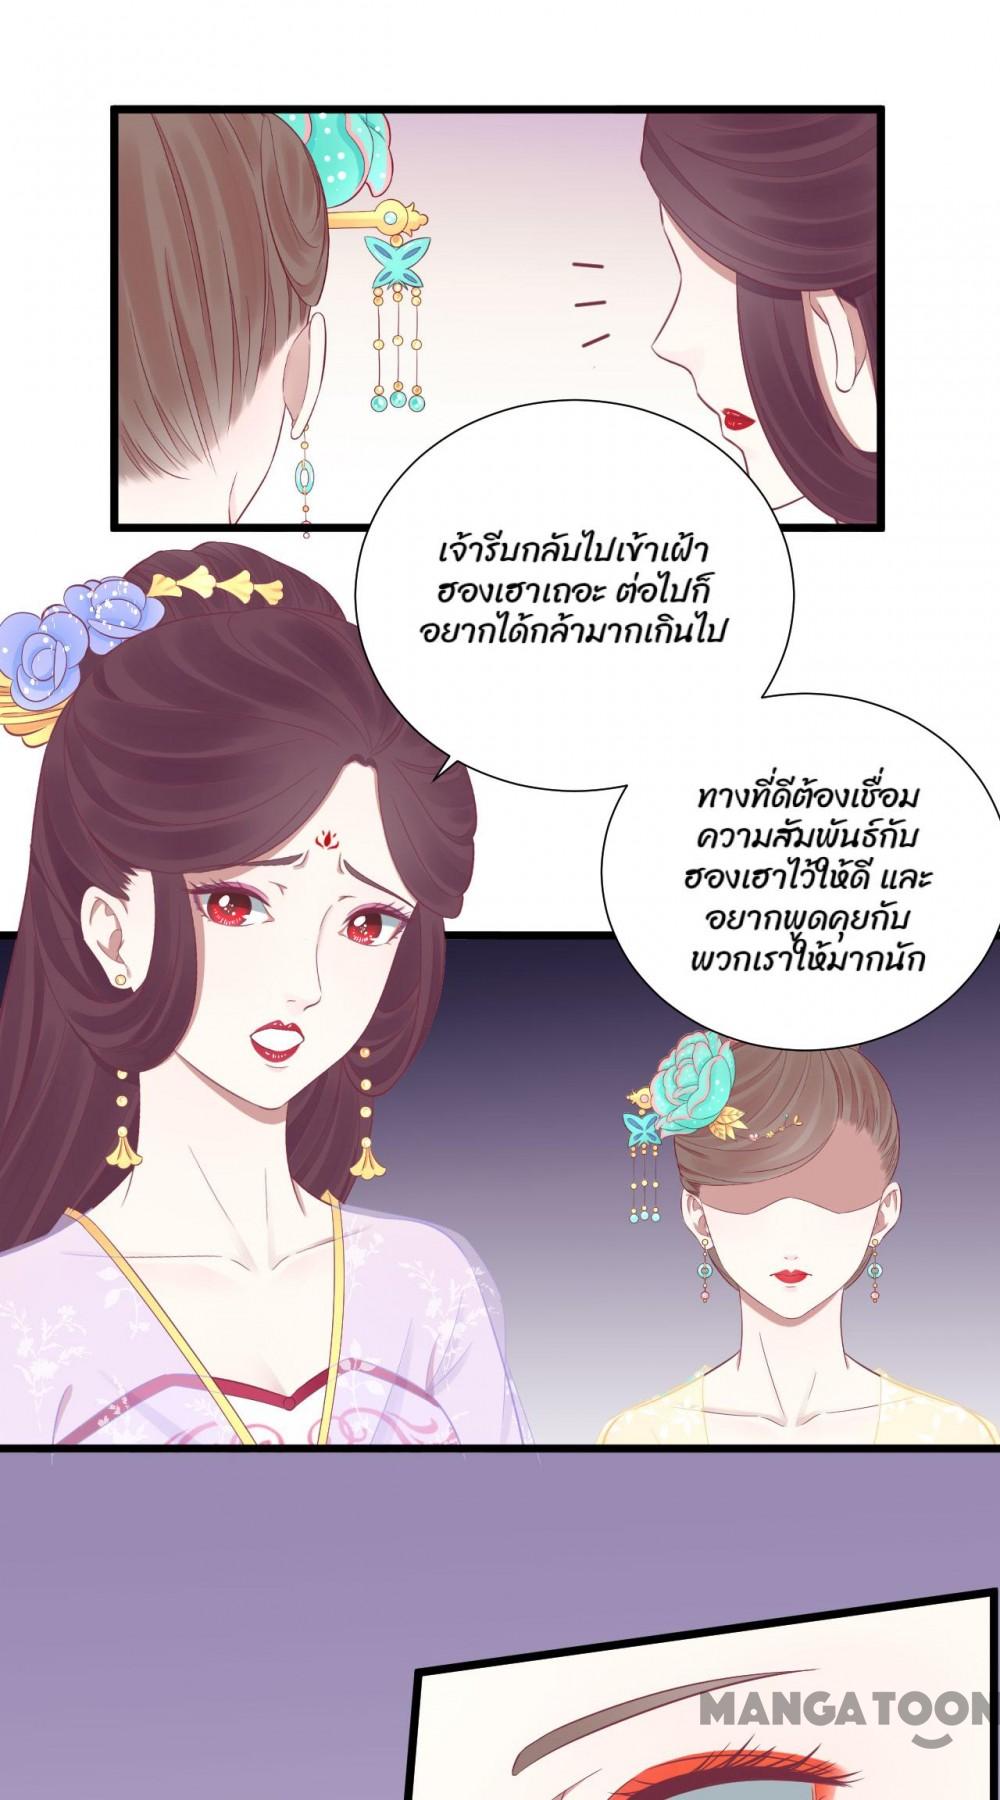 เจ้ารีบกลับไปเข้าเฝ้า
ฮองเฮาเถอะ ต่อไปก็
อยากได้กล้ามากเกินไป
ทางที่ดีต้องเชื่อม
ความสัมพันธ์กับ
ฮองเฮาไว้ให้ดี และ
อยากพูดคุยกับ
พวกเราให้มากนัก
MANGATOON